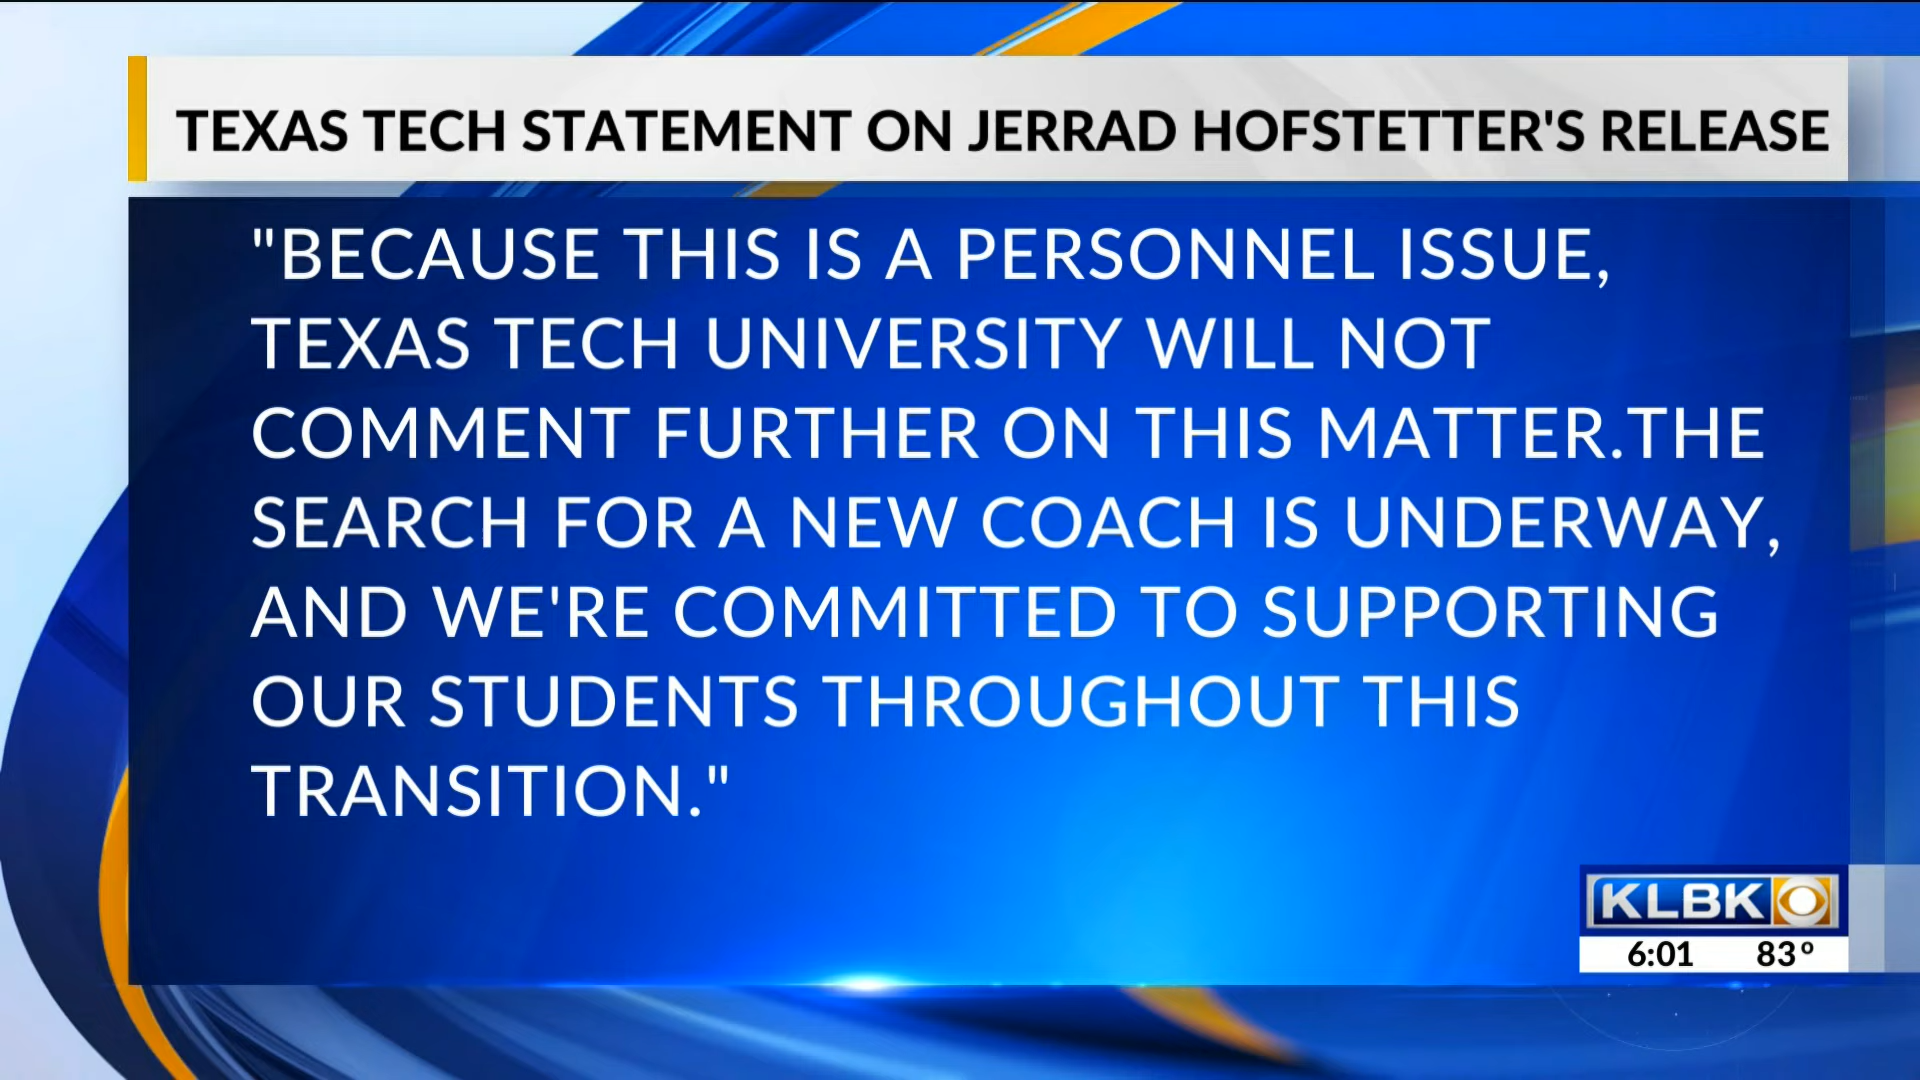 TEXAS TECH STATEMENT ON JERRAD HOFSTETTER'S RELEASE
"BECAUSE THIS IS A PERSONNEL ISSUE,
TEXAS TECH UNIVERSITY WILL NOT
COMMENT FURTHER ON THIS MATTER.THE
SEARCH FOR A NEW COACH IS UNDERWAY,
AND WE'RE COMMITTED TO SUPPORTING
OUR STUDENTS THROUGHOUT THIS
TRANSITION."
KLBK
6:01 83°